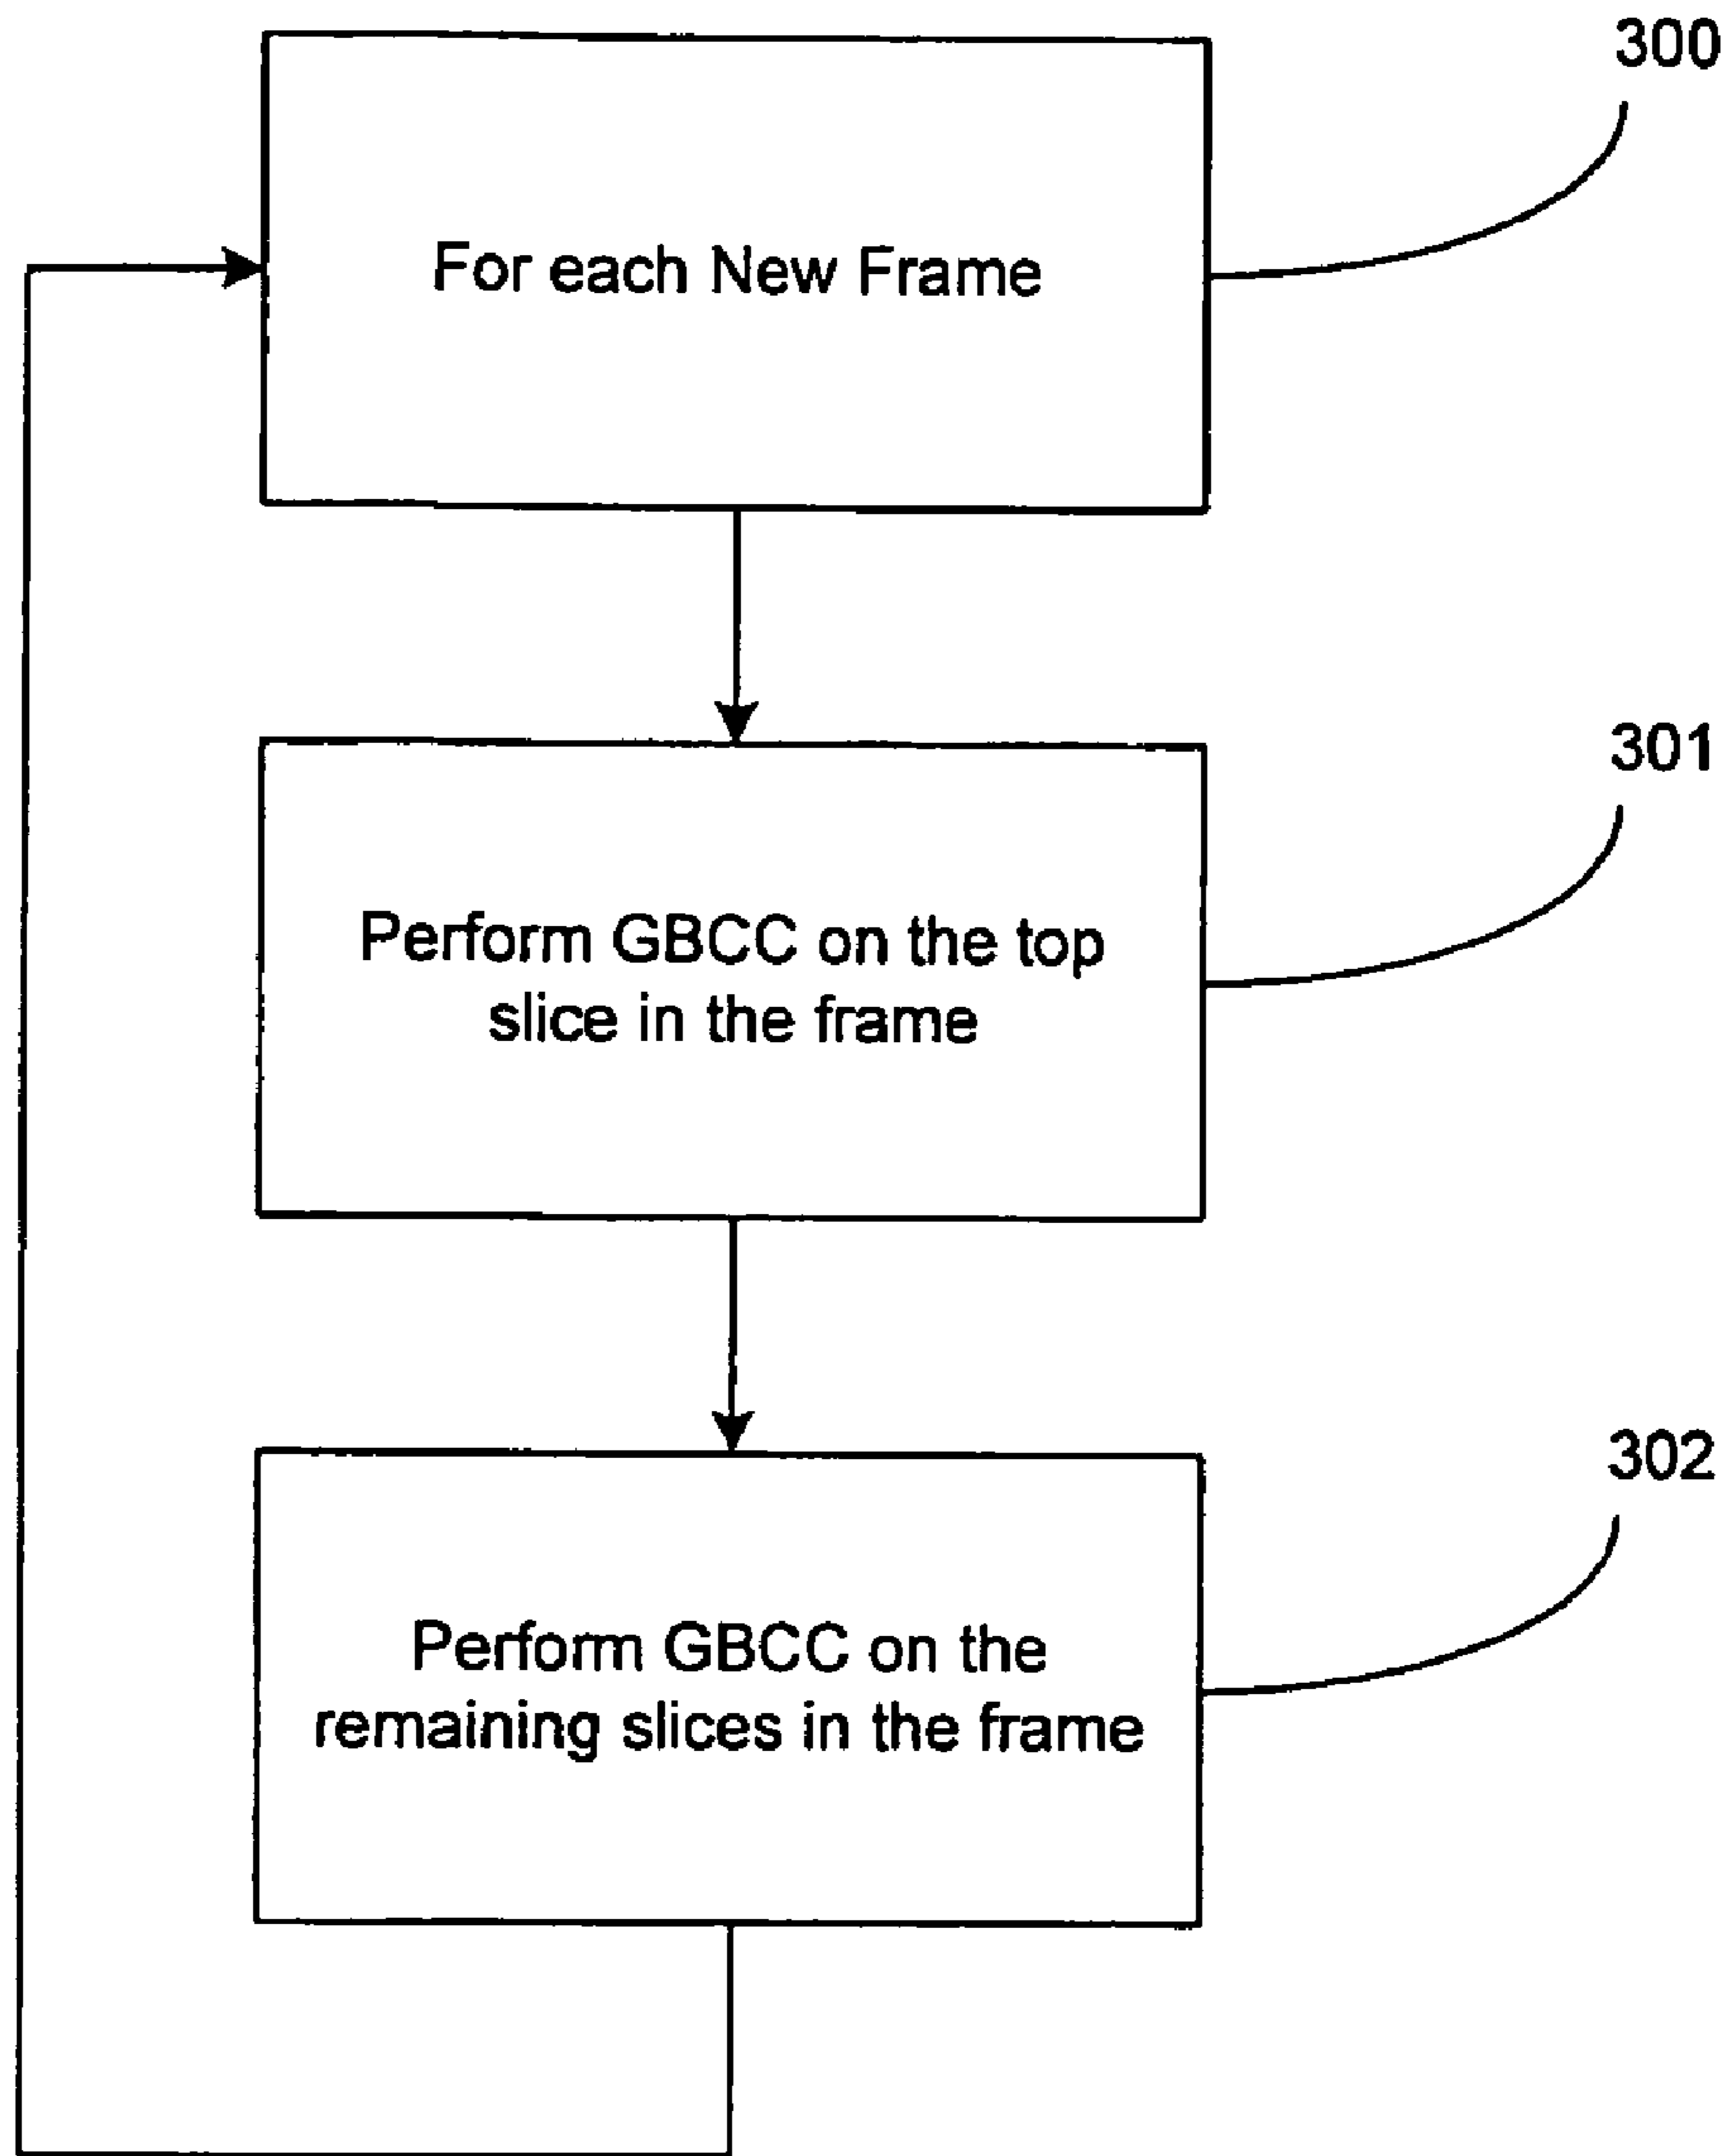 300
For each New Frame
301
Perform GBCC on the top
slice in the frame
302
Perform GBCC on the
remaining slices in the frame